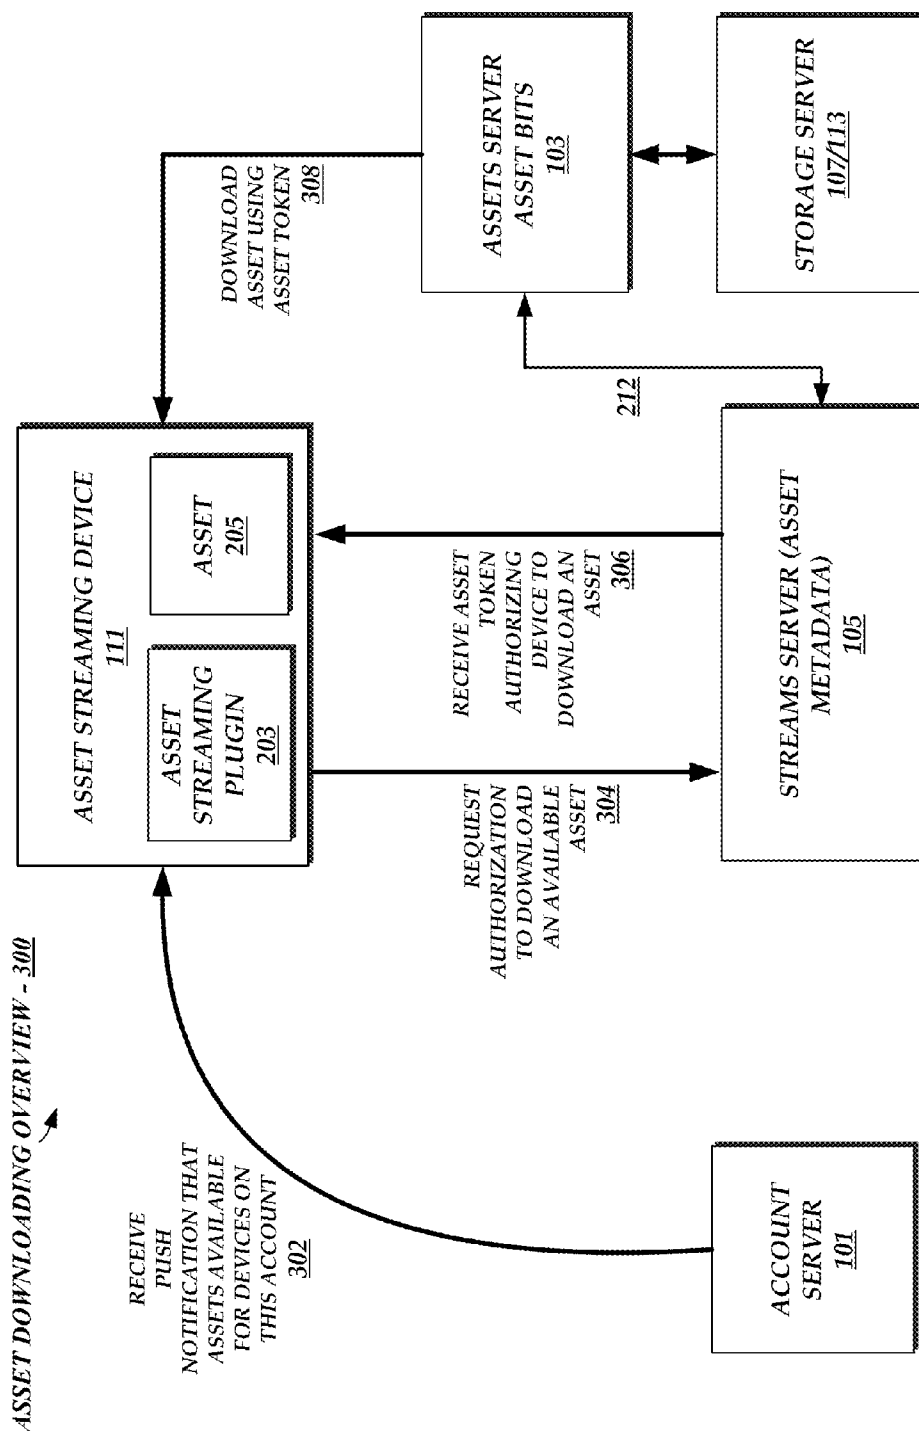 ASSET DOWNLOADING OVERVIEW - 300
RECEIVE
PUSH
NOTIFICATION THAT
ASSETS AVAILABLE
FOR DEVICES ON
THIS ACCOUNT
302
ACCOUNT
SERVER
101
ASSET STREAMING DEVICE
111
ASSET
STREAMING
PLUGIN
203
ASSET
205
REQUEST
AUTHORIZATION
TO DOWNLOAD
AN AVAILABLE
ASSET
304
RECEIVE ASSET
TOKEN
AUTHORIZING
DEVICE TO
DOWNLOAD AN
ASSET
306
STREAMS SERVER (ASSET
METADATA)
105
DOWNLOAD
ASSET USING
ASSET TOKEN
308
212
ASSETS SERVER
ASSET BITS
103
STORAGE SERVER
107/113